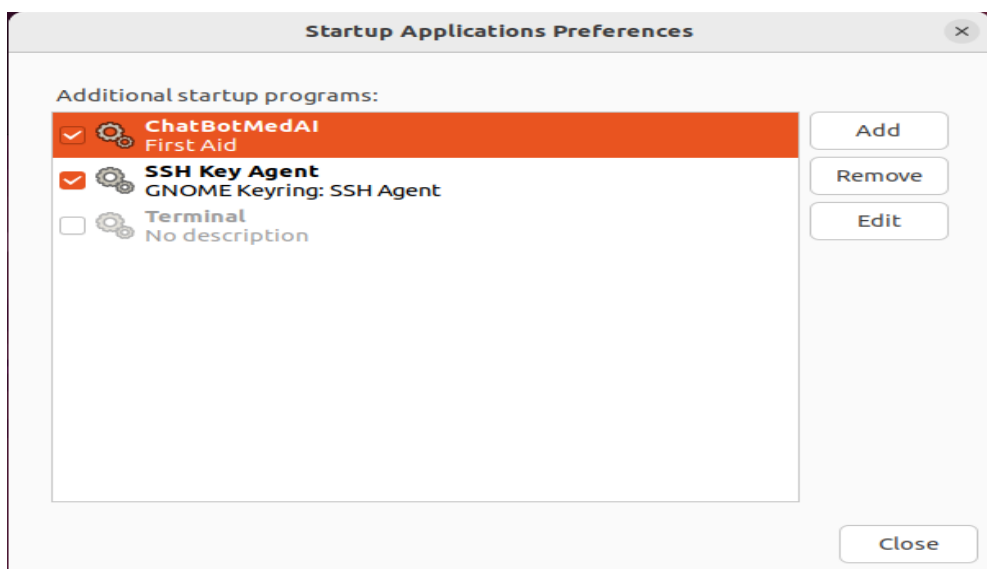 Startup Applications Preferences
Additional startup programs:
ChatBotMedAI
First Aid
SSH Key Agent
GNOME Keyring: SSH Agent
Terminal
No description
Add
Remove
Edit
Close